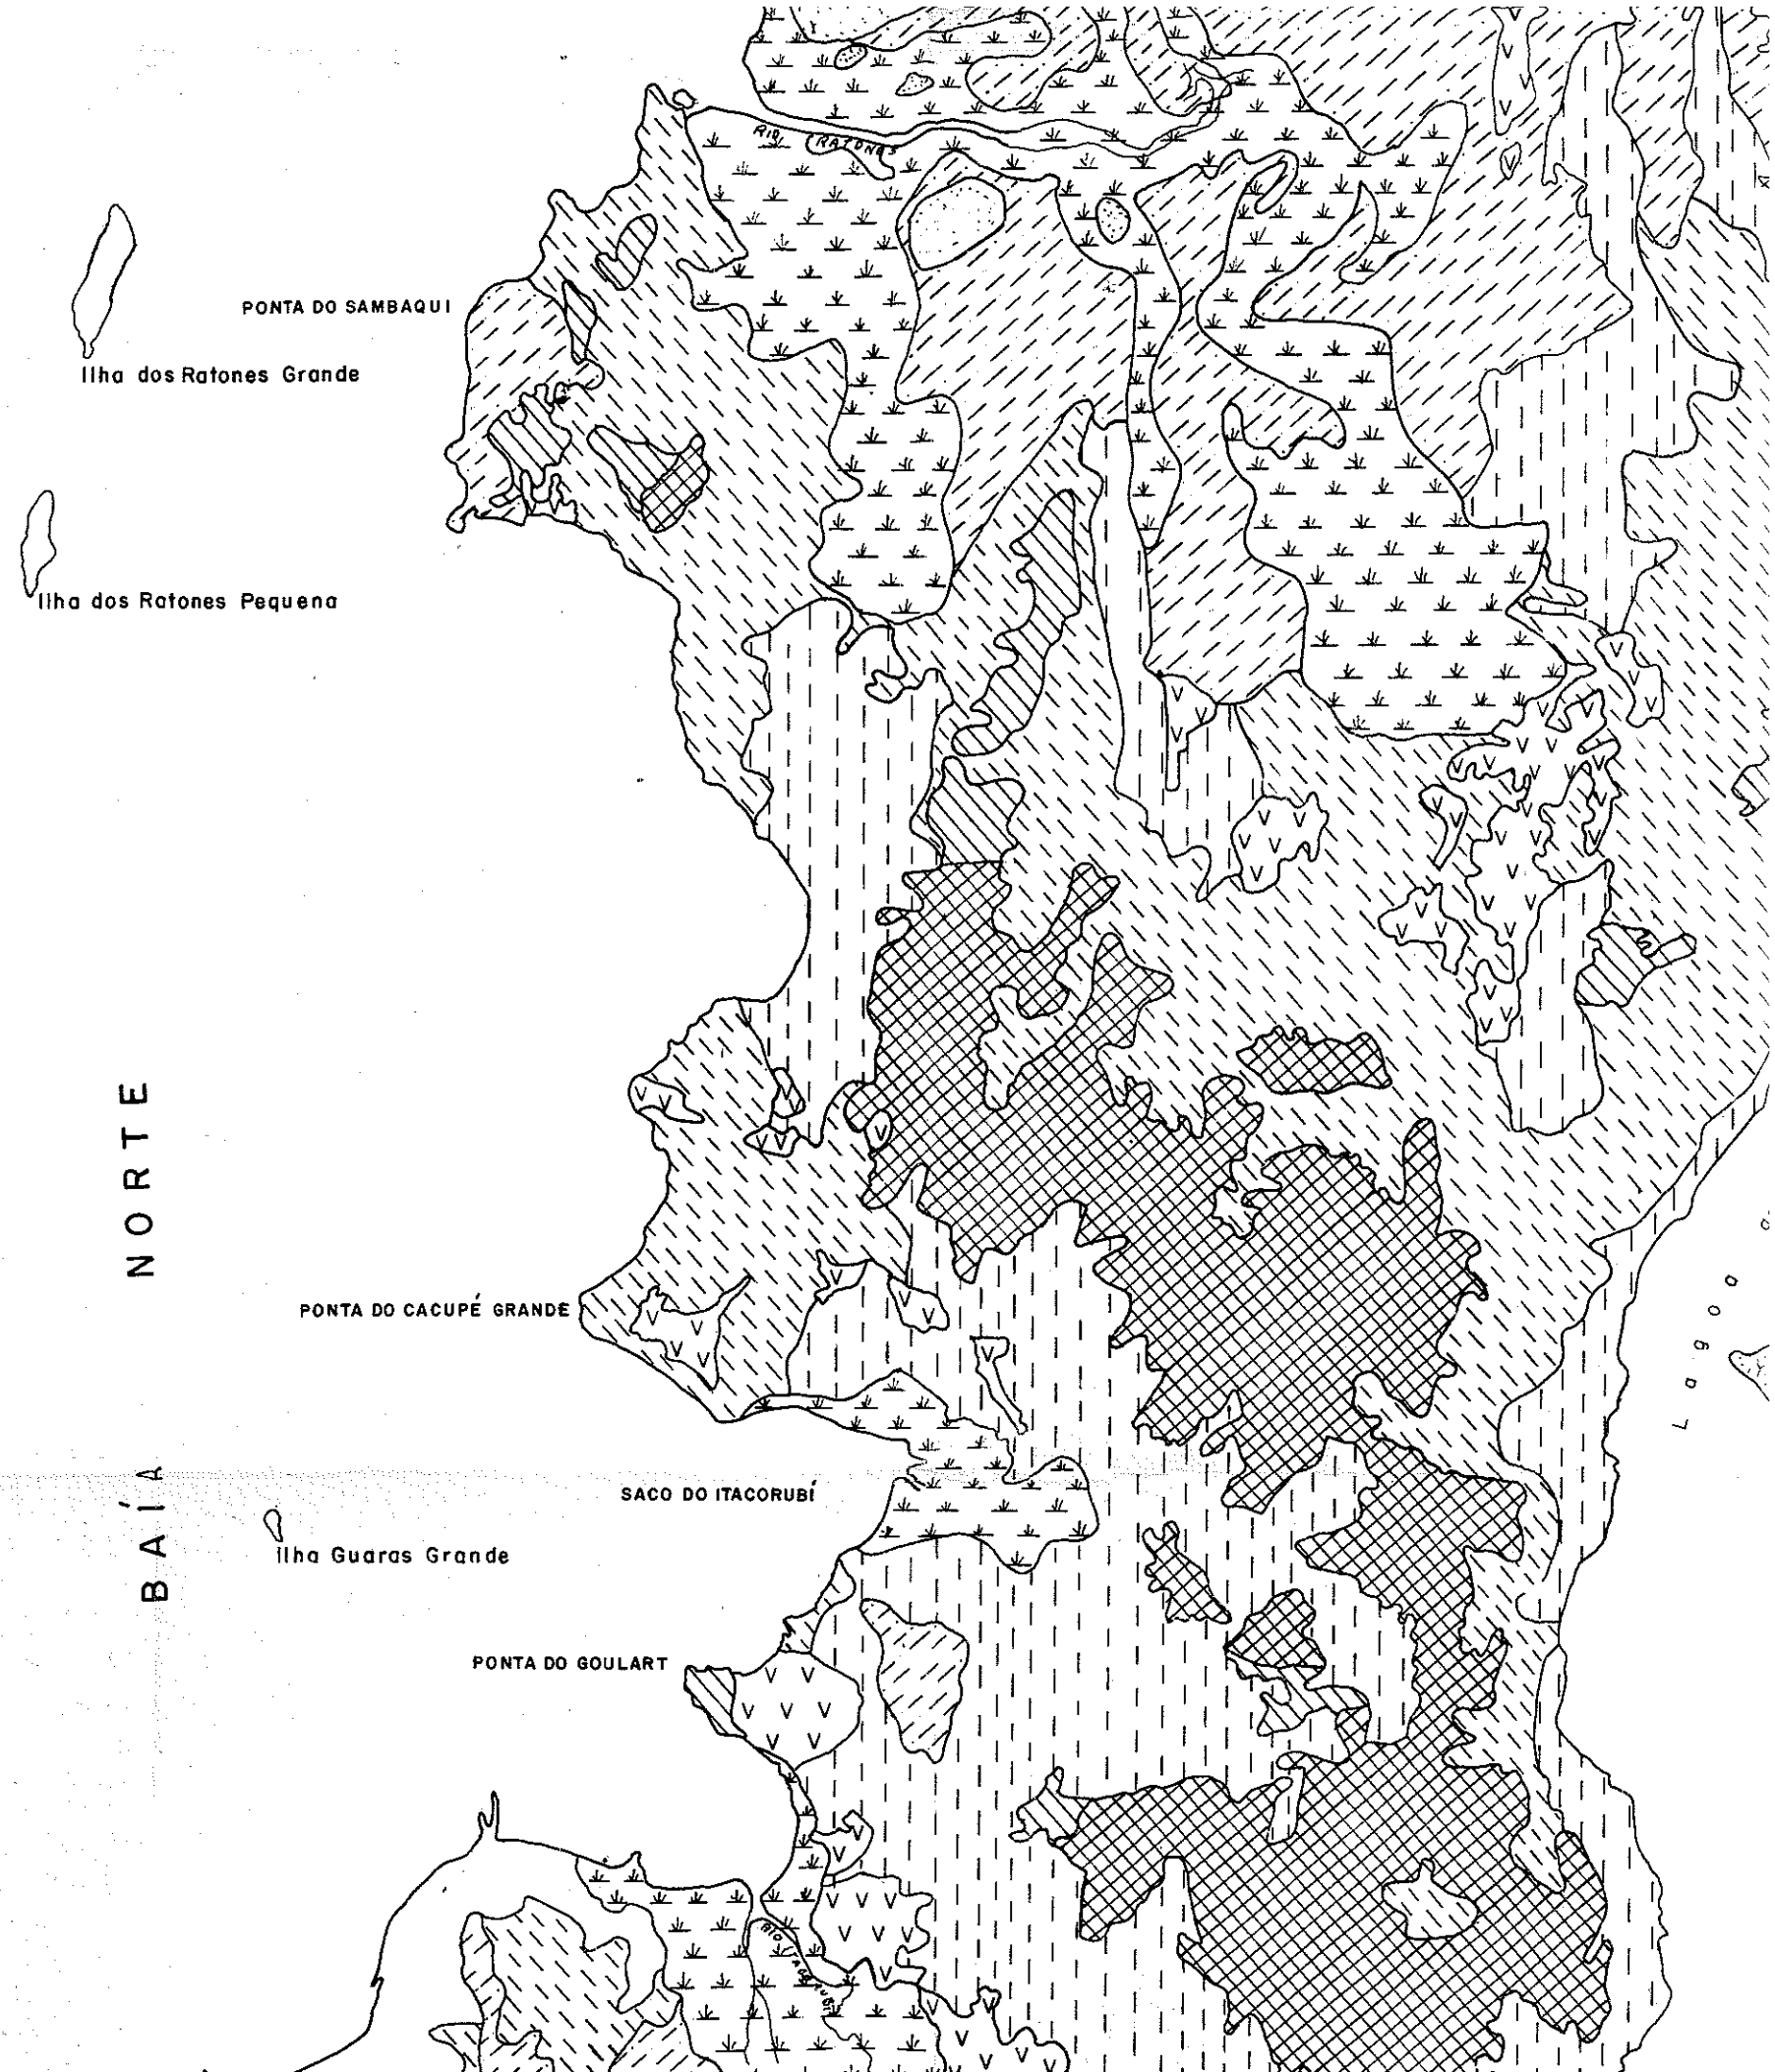 RIO RATONES
PONTA DO SAMBAQUI
Ilha dos Ratones Grande
Ilha dos Ratones Pequena
BAÍA NORTE
PONTA DO CACUPÉ GRANDE
Lagoa
SACO DO ITACORUBÍ
Ilha Guaras Grande
PONTA DO GOULART
RIO